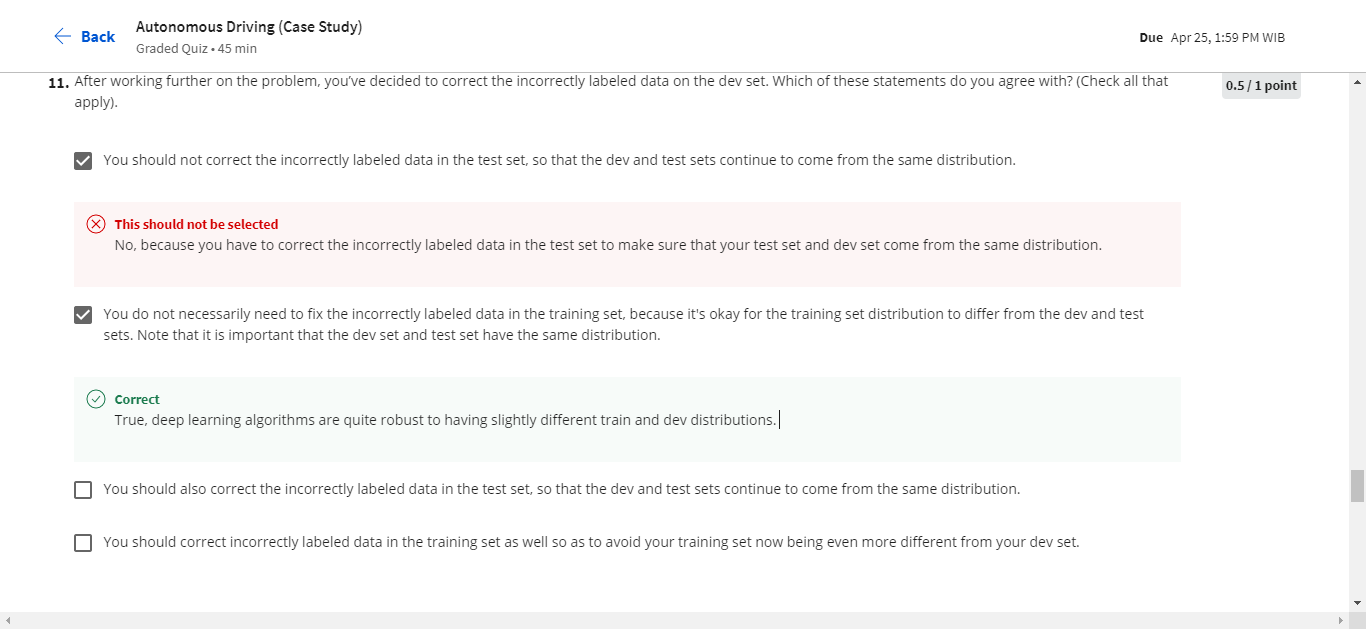 Back
Autonomous Driving (Case Study)
Graded Quiz • 45 min
Due Apr 25, 1:59 PM WIB
11. After working further on the problem, you've decided to correct the incorrectly labeled data on the dev set. Which of these statements do you agree with? (Check all that
apply).
0.5 / 1 point
You should not correct the incorrectly labeled data in the test set, so that the dev and test sets continue to come from the same distribution.
This should not be selected
No, because you have to correct the incorrectly labeled data in the test set to make sure that your test set and dev set come from the same distribution.
You do not necessarily need to fix the incorrectly labeled data in the training set, because it's okay for the training set distribution to differ from the dev and test
sets. Note that it is important that the dev set and test set have the same distribution.
Correct
True, deep learning algorithms are quite robust to having slightly different train and dev distributions.
You should also correct the incorrectly labeled data in the test set, so that the dev and test sets continue to come from the same distribution.
You should correct incorrectly labeled data in the training set as well so as to avoid your training set now being even more different from your dev set.